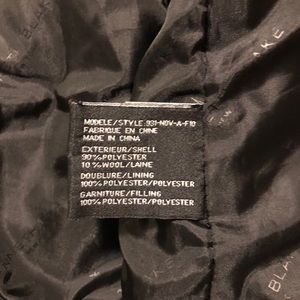 MODELE/STYLE 931-NOV-A-F10
FABRIQUE EN CHINE
MADE IN CHINA
EXTERIEUR/SHELL
90%POLYESTER
10%WOOL/LAINE
DOUBLURE/LINING
100%POLYESTER/POLYESTER
GARNITURE/FILLING
100%POLYESTER/POLYESTER